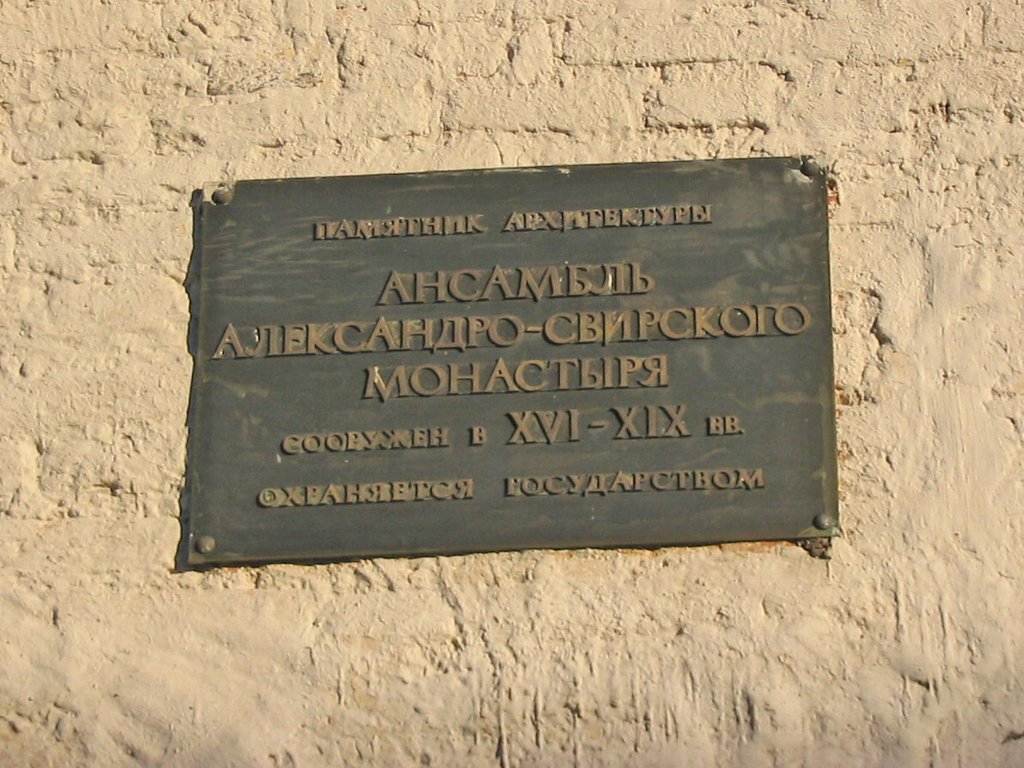 ПАМЯТНИК АРХИТЕКТУРЫ
АНСАМБЛЬ
АЛЕКСАНДРО-СВИРСКОГО
МОНАСТЫРЯ
СООРУЖЕН В XVI-XIX ВВ.
ОХРАНЯЕТСЯ ГОСУДАРСТВОМ